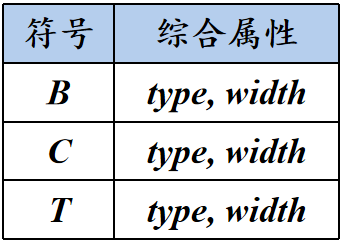 符号 综合属性
B type, width
C type, width
T type, width